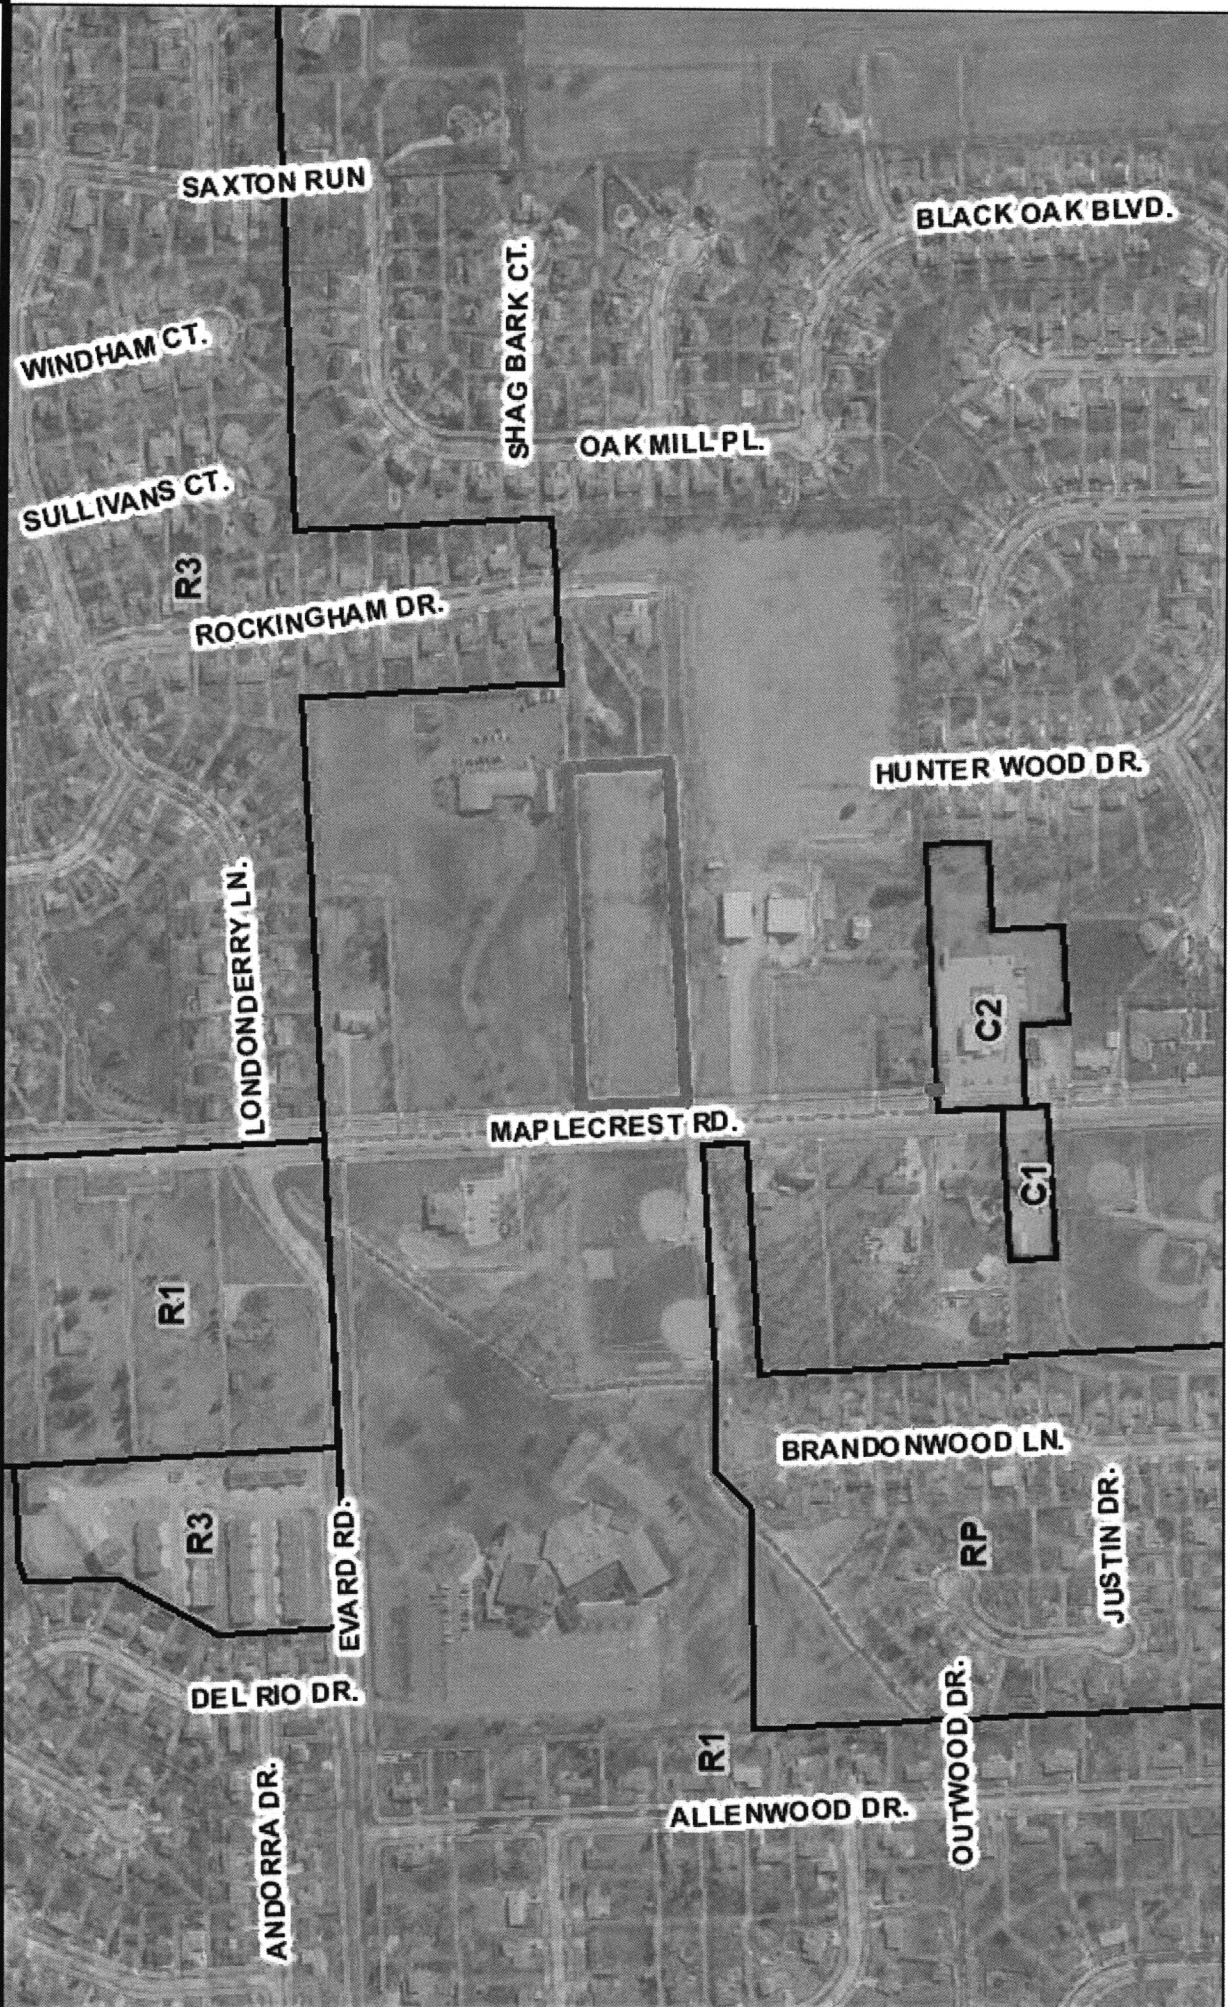 SAXTON RUN
BLACK OAK BLVD.
WINDHAM CT.
SHAG BARK CT.
OAK MILL PL.
SULLIVANS CT.
R3
ROCKINGHAM DR.
HUNTER WOOD DR.
LONDONDERRY LN.
C2
MAPLECREST RD.
C1
R1
BRANDONWOOD LN.
R3
EVARD RD.
RP
JUSTIN DR.
DEL RIO DR.
OUTWOOD DR.
R1
ANDORRA DR.
ALLENWOOD DR.